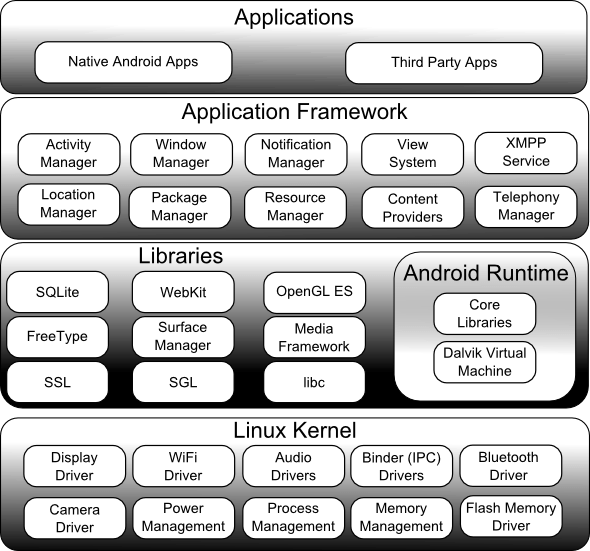 Applications
Native Android Apps
Third Party Apps
Application Framework
Activity
Manager
Window
Manager
Notification
Manager
View
System
XMPP
Service
Location
Manager
Package
Manager
Resource
Manager
Content
Providers
Telephony
Manager
Libraries
SQLite
WebKit
OpenGL ES
FreeType
Surface
Manager
Media
Framework
SSL
SGL
libc
Android Runtime
Core
Libraries
Dalvik Virtual
Machine
Linux Kernel
Display
Driver
WiFi
Driver
Audio
Drivers
Binder (IPC)
Drivers
Bluetooth
Driver
Camera
Driver
Power
Management
Process
Management
Memory
Management
Flash Memory
Driver